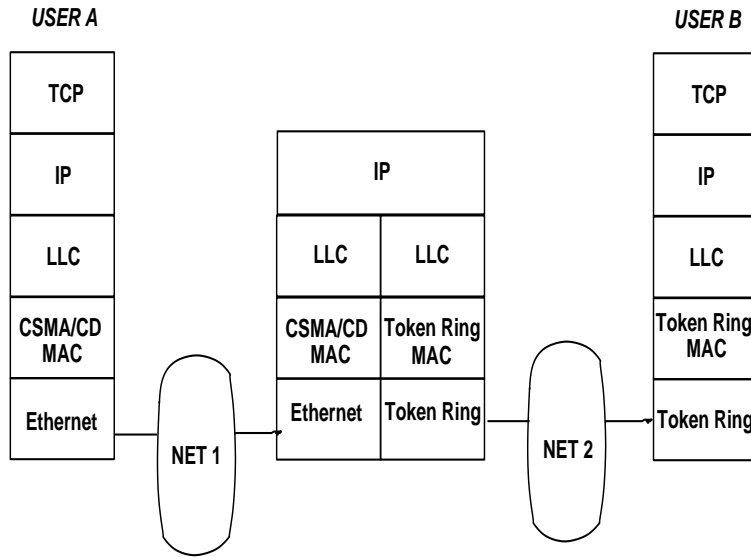 USER A
USER B
TCP
IP
LLC
CSMA/CD
MAC
Ethernet
NET 1
IP
LLC
LLC
CSMA/CD
MAC
Token Ring
MAC
Ethernet
Token Ring
NET 2
TCP
IP
LLC
Token Ring
MAC
Token Ring